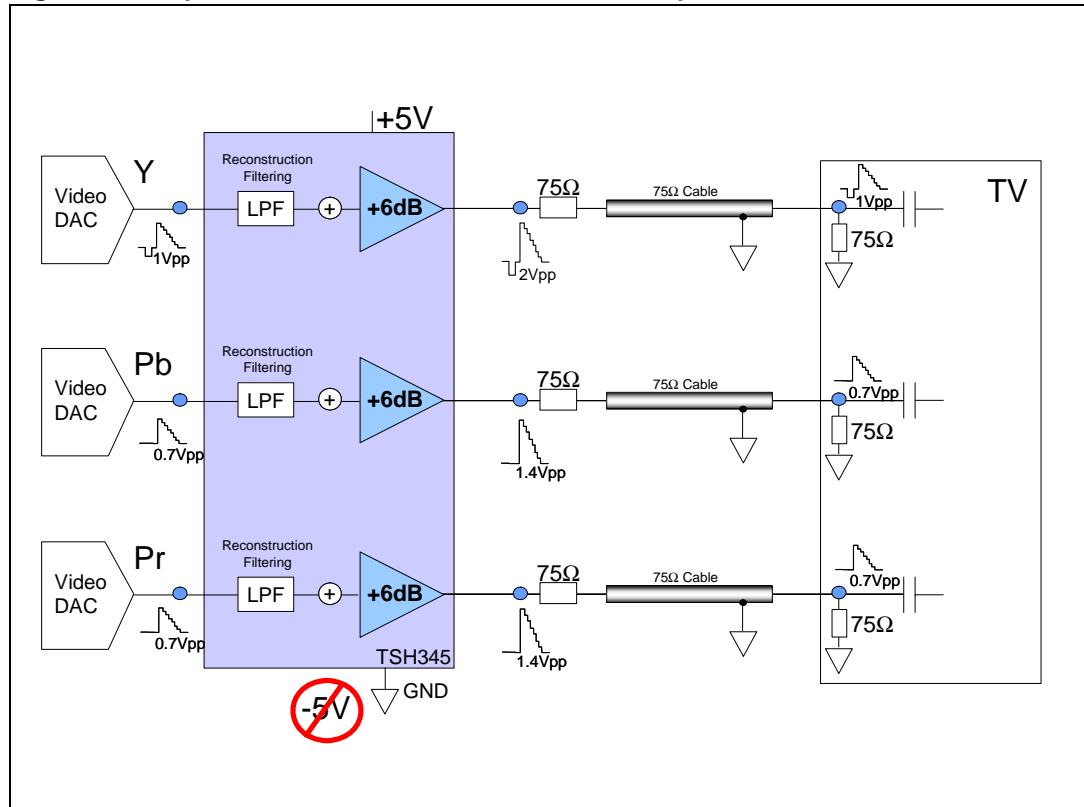 +5V
Y
Video
DAC
1Vpp
Reconstruction
Filtering
LPF
+
+6dB
75Ω
2Vpp
75Ω Cable
1Vpp
75Ω
TV
Pb
Video
DAC
0.7Vpp
Reconstruction
Filtering
LPF
+
+6dB
75Ω
1.4Vpp
75Ω Cable
0.7Vpp
75Ω
Pr
Video
DAC
0.7Vpp
Reconstruction
Filtering
LPF
+
+6dB
75Ω
1.4Vpp
75Ω Cable
0.7Vpp
75Ω
TSH345
GND
-5V